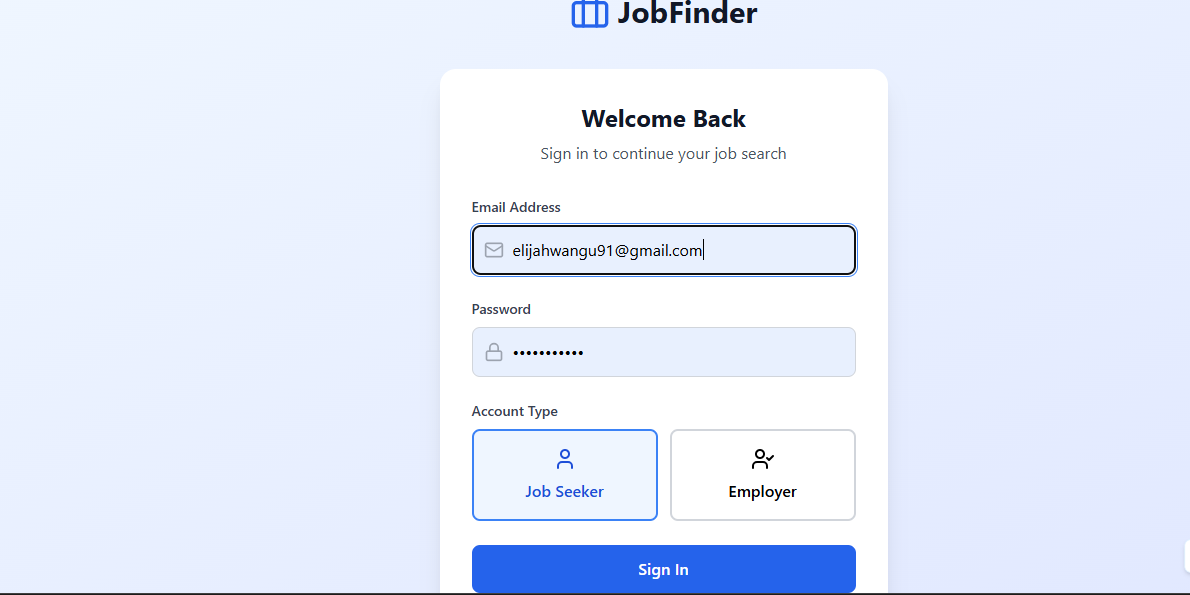 JobFinder
Welcome Back
Sign in to continue your job search
Email Address
elijahwangu91@gmail.com
Password
•••••••••••
Account Type
Job Seeker
Employer
Sign In